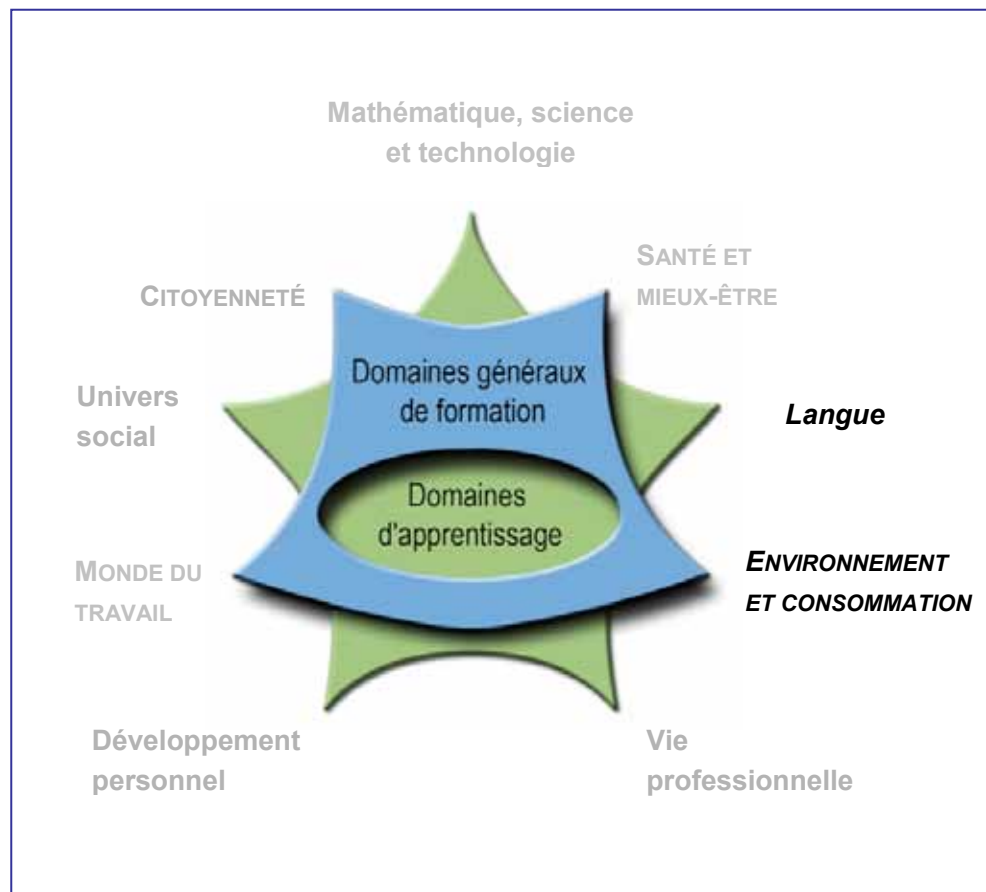 Mathématique, science
et technologie
SANTÉ ET
MIEUX-ÊTRE
CITOYENNETÉ
Domaines généraux
de formation
Univers
social
Langue
Domaines
d'apprentissage
ENVIRONNEMENT
ET CONSOMMATION
MONDE DU
TRAVAIL
Développement
personnel
Vie
professionnelle